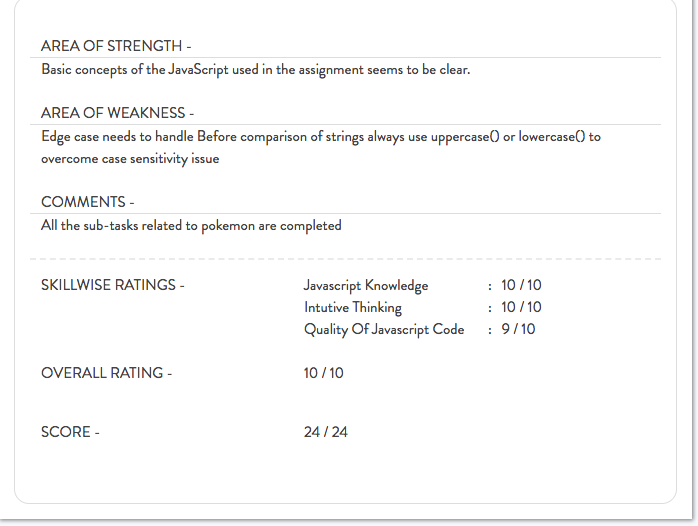 AREA OF STRENGTH -
Basic concepts of the JavaScript used in the assignment seems to be clear.
AREA OF WEAKNESS -
Edge case needs to handle Before comparison of strings always use uppercase() or lowercase() to
overcome case sensitivity issue
COMMENTS -
All the sub-tasks related to pokemon are completed
SKILLWISE RATINGS - Javascript Knowledge : 10 / 10
Intutive Thinking : 10 / 10
Quality Of Javascript Code : 9 / 10
OVERALL RATING - 10 / 10
SCORE - 24 / 24